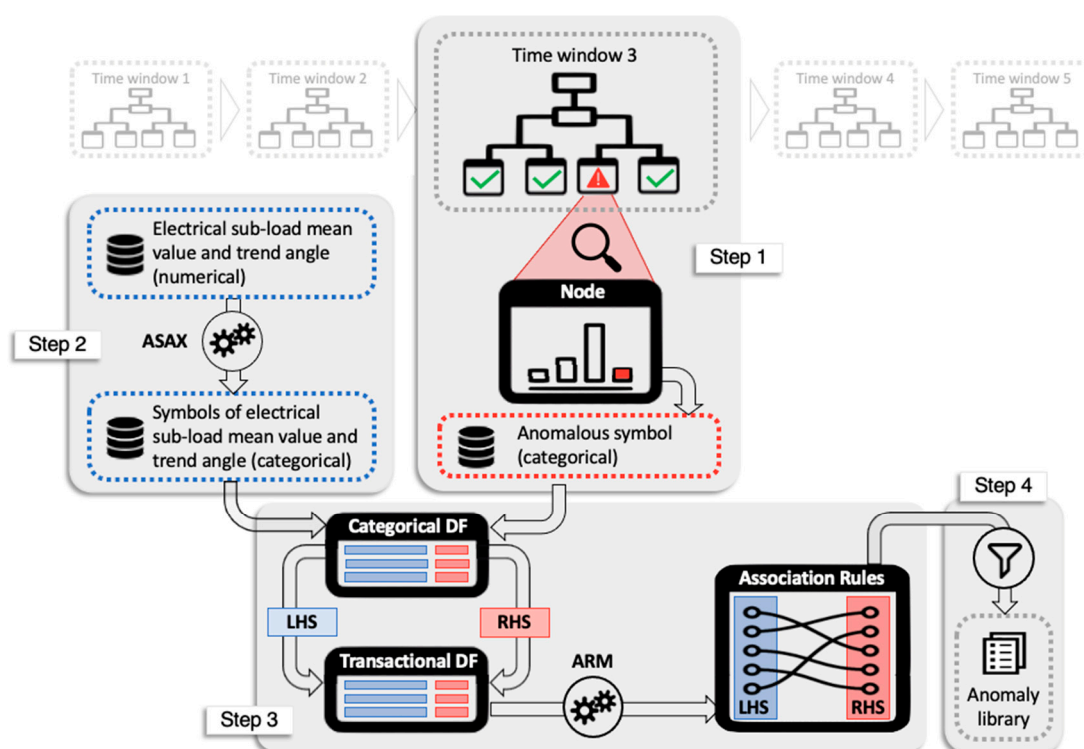 Time window 1
Time window 2
Time window 3
Time window 4
Time window 5
Electrical sub-load mean
value and trend angle
(numerical)
Step 1
Node
Step 2
ASAX
Symbols of electrical
sub-load mean value and
trend angle (categorical)
Anomalous symbol
(categorical)
Step 4
Categorical DF
Association Rules
LHS
RHS
Transactional DF
ARM
LHS
RHS
Anomaly
library
Step 3